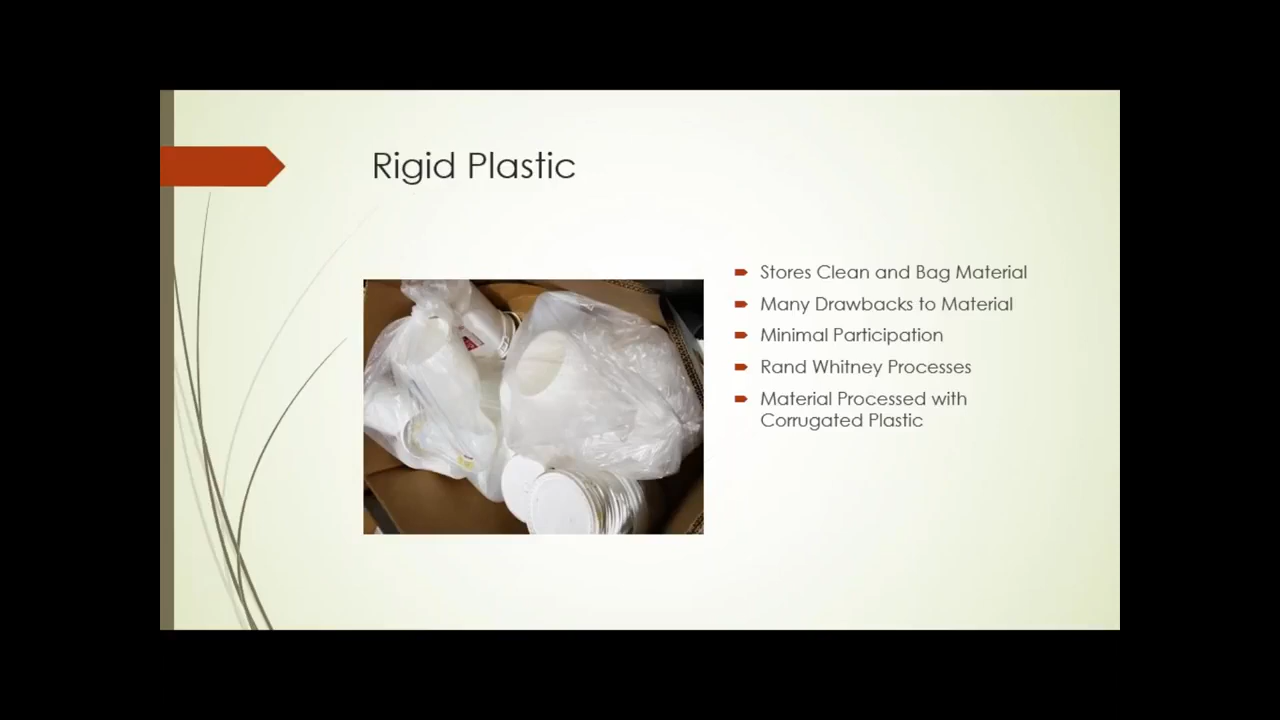 Rigid Plastic
Stores Clean and Bag Material
Many Drawbacks to Material
Minimal Participation
Rand Whitney Processes
Material Processed with
Corrugated Plastic